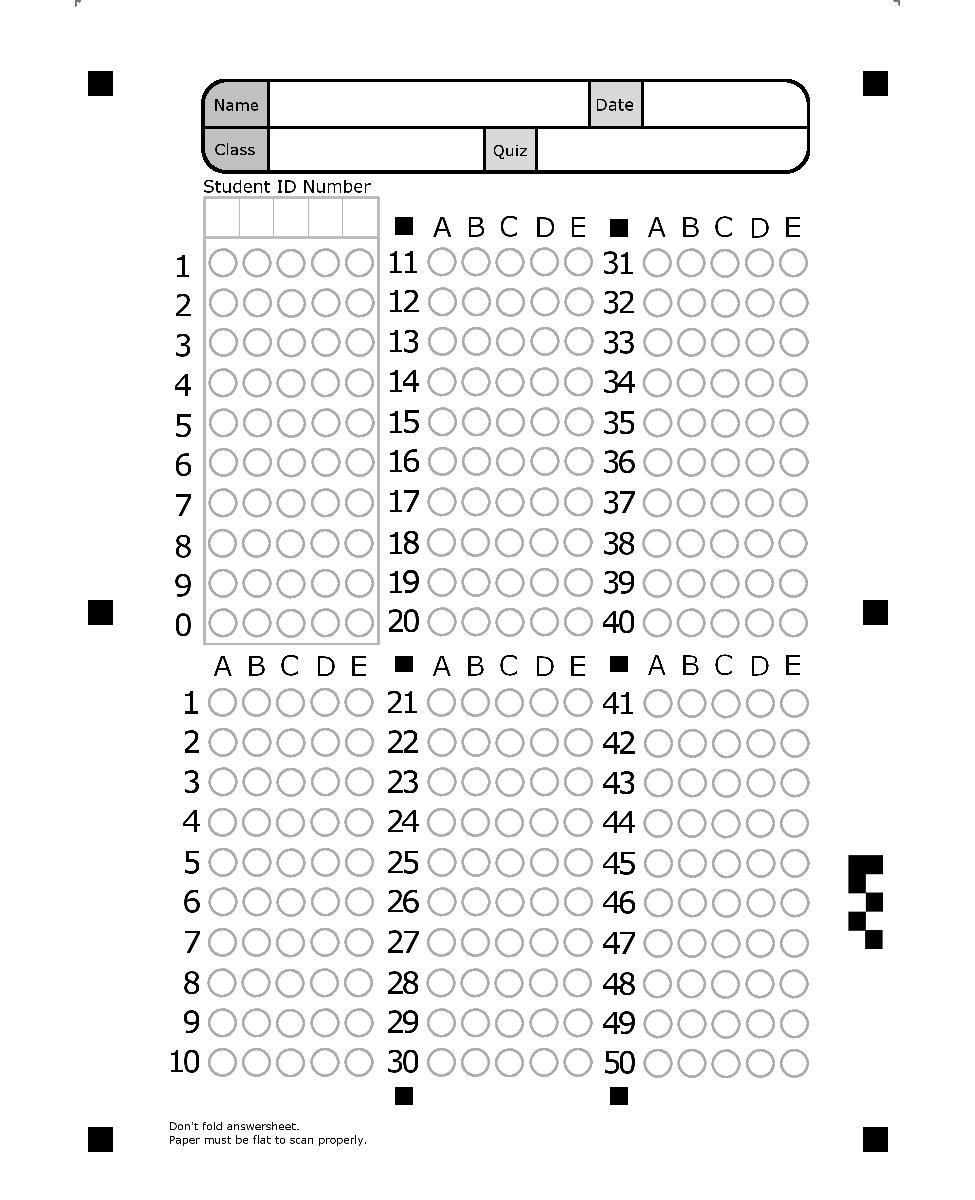 Name
Date
Class
Quiz
Student ID Number
A B C D E A B C D E
1 11 31
2 12 32
3 13 33
4 14 34
5 15 35
6 16 36
7 17 37
8 18 38
9 19 39
0 20 40
A B C D E A B C D E A B C D E
1 21 41
2 22 42
3 23 43
4 24 44
5 25 45
6 26 46
7 27 47
8 28 48
9 29 49
10 30 50
Don't fold answersheet.
Paper must be flat to scan properly.